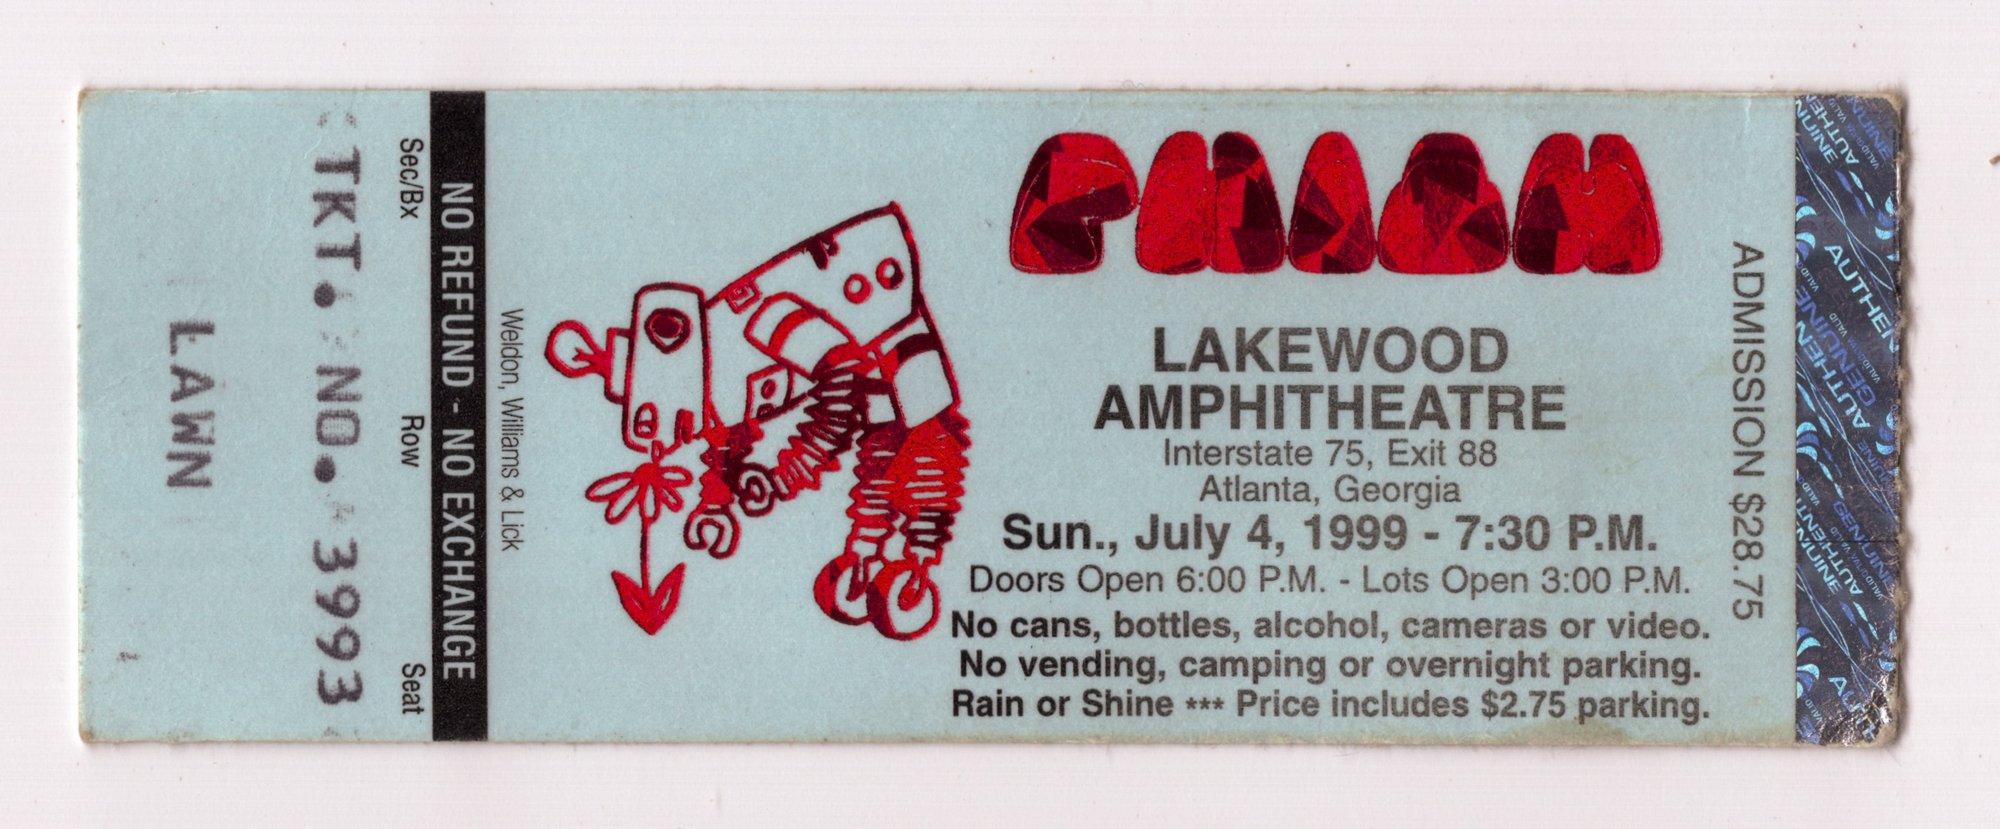 TKT. NO. 3993
LAWN
Sec/Bx
Row
Seat
NO REFUND - NO EXCHANGE
Weldon, Williams & Lick
PHISH
LAKEWOOD
AMPHITHEATRE
Interstate 75, Exit 88
Atlanta, Georgia
Sun., July 4, 1999 - 7:30 P.M.
Doors Open 6:00 P.M. - Lots Open 3:00 P.M.
No cans, bottles, alcohol, cameras or video.
No vending, camping or overnight parking.
Rain or Shine *** Price includes $2.75 parking.
ADMISSION $28.75
GENUINE
AUTHENTIC
VALID